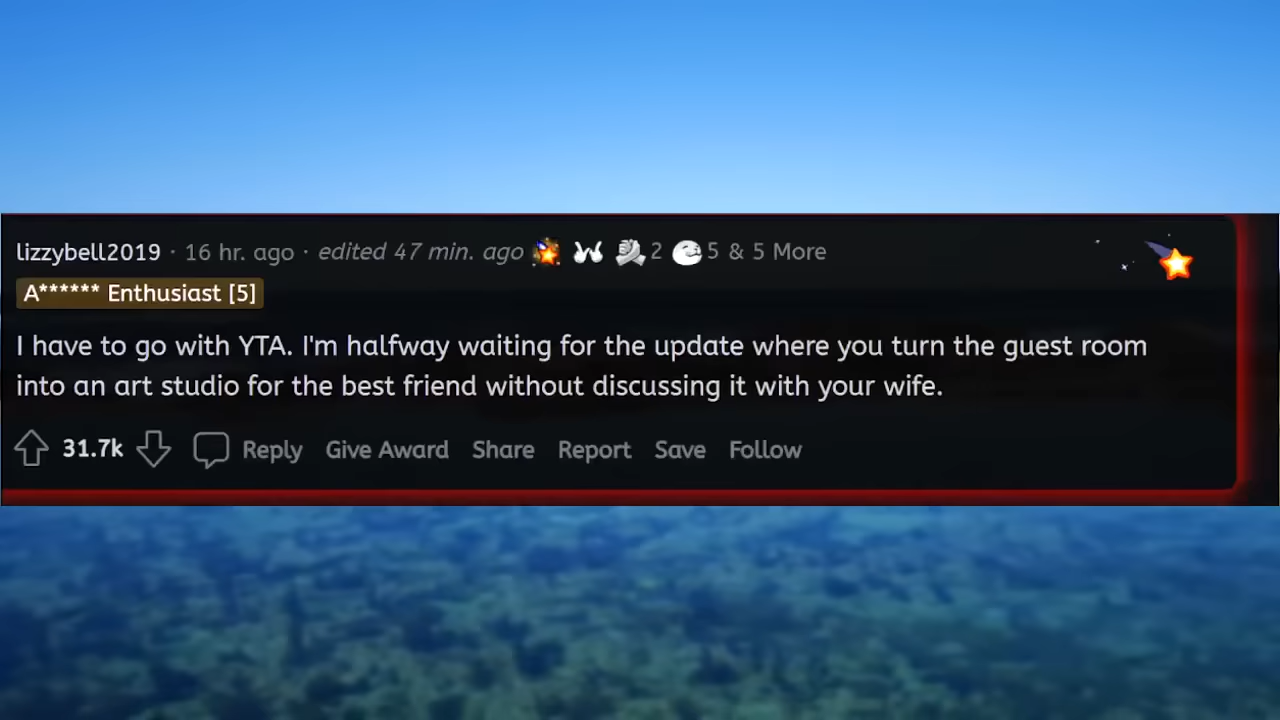 lizzybell2019 · 16 hr. ago · edited 47 min. ago 2 5 & 5 More
A****** Enthusiast [5]
I have to go with YTA. I'm halfway waiting for the update where you turn the guest room
into an art studio for the best friend without discussing it with your wife.
31.7k Reply Give Award Share Report Save Follow